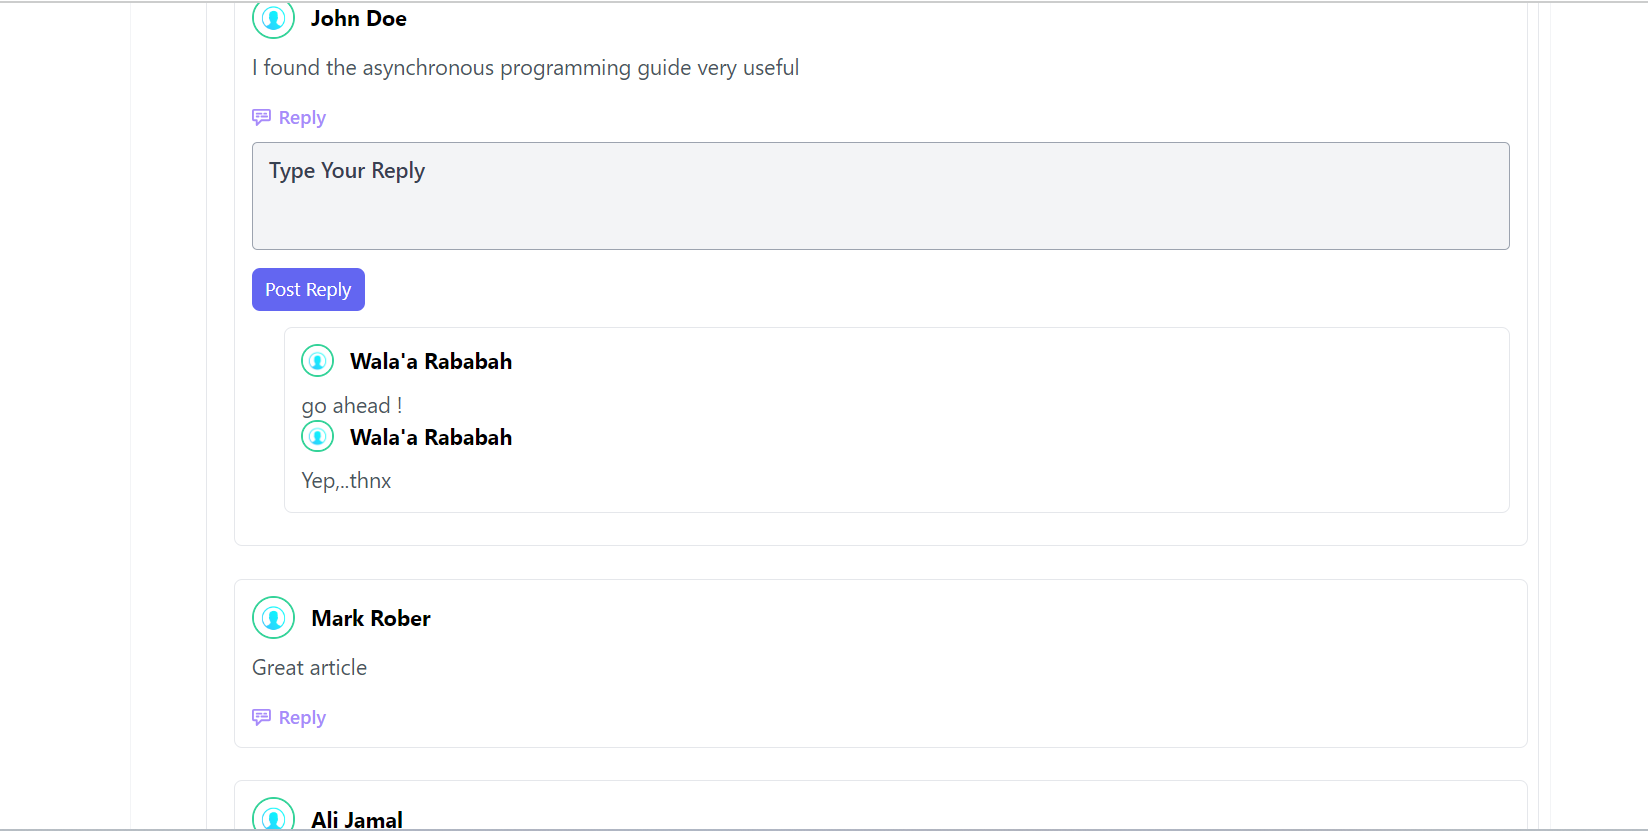 John Doe
I found the asynchronous programming guide very useful
Reply
Type Your Reply
Post Reply
Wala'a Rababah
go ahead !
Wala'a Rababah
Yep,..thnx
Mark Rober
Great article
Reply
Ali Jamal